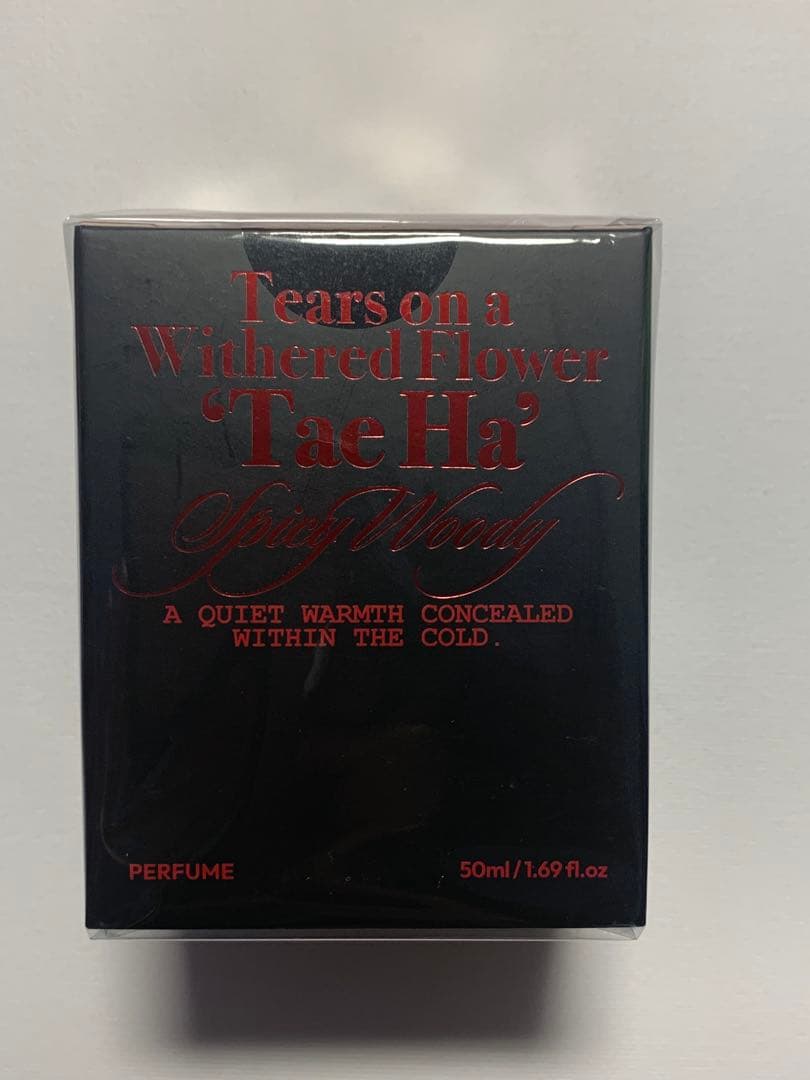 Tears on a
Withered Flower
‘Tae Ha’
Spicy Woody
A QUIET WARMTH CONCEALED
WITHIN THE COLD.
PERFUME
50ml/1.69 fl.oz